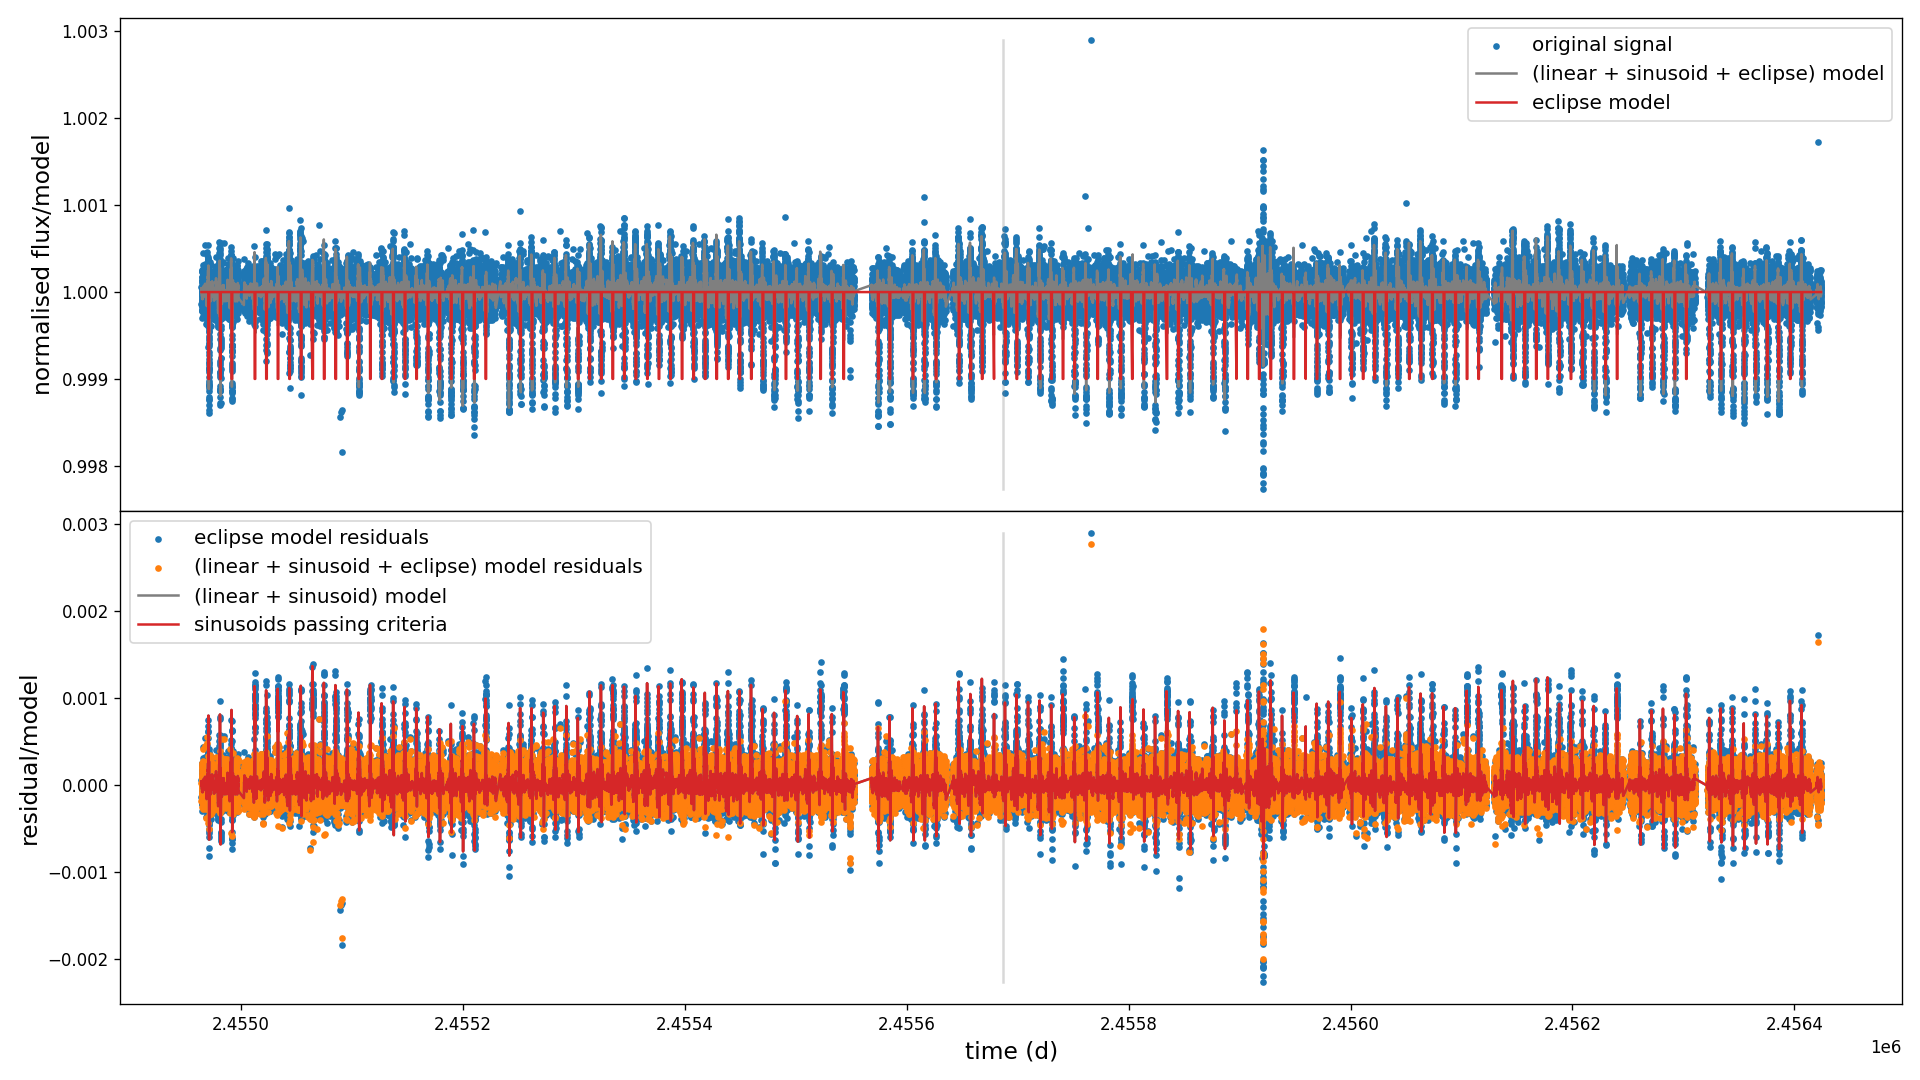 1.003
1.002
1.001
1.000
0.999
0.998
normalised flux/model
original signal
(linear + sinusoid + eclipse) model
eclipse model
0.003
0.002
0.001
0.000
−0.001
−0.002
residual/model
eclipse model residuals
(linear + sinusoid + eclipse) model residuals
(linear + sinusoid) model
sinusoids passing criteria
2.4550 2.4552 2.4554 2.4556 2.4558 2.4560 2.4562 2.4564
time (d)
1e6